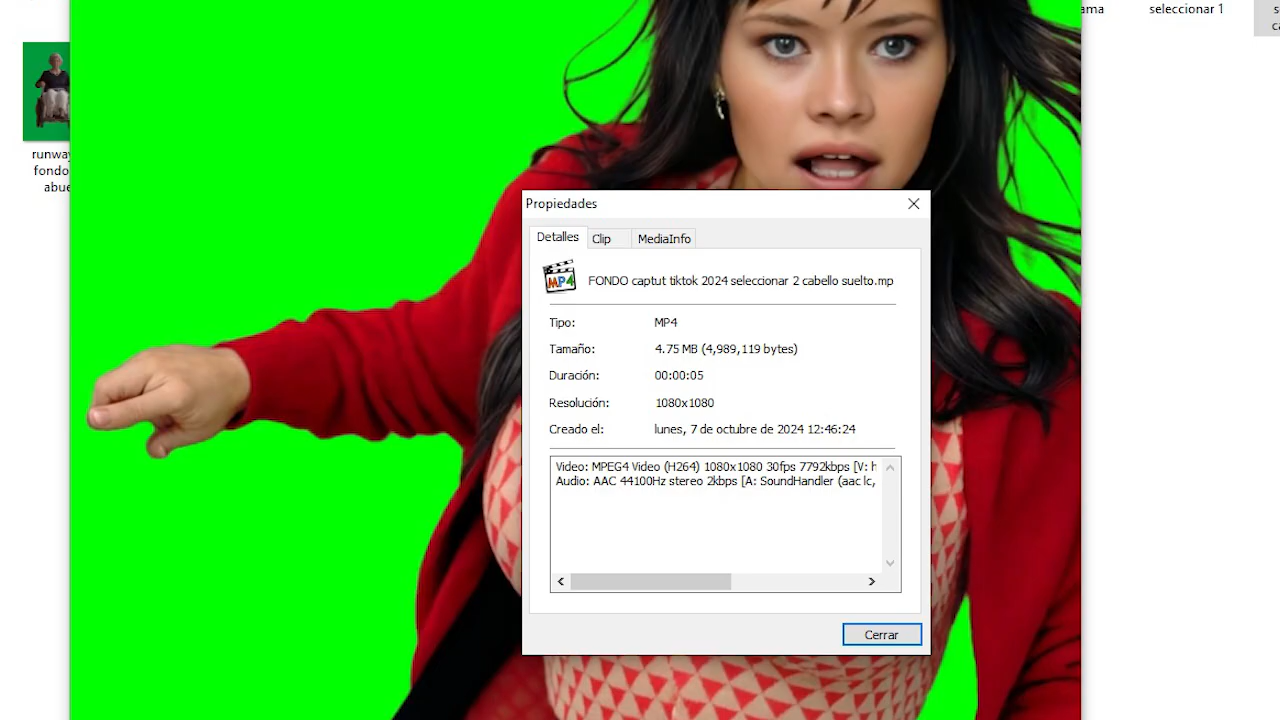 ama
seleccionar 1
s
ca
runway
fondo
abue
Propiedades
Detalles
Clip
MediaInfo
MP4
FONDO captut tiktok 2024 seleccionar 2 cabello suelto.mp
Tipo: MP4
Tamaño: 4.75 MB (4,989,119 bytes)
Duración: 00:00:05
Resolución: 1080x1080
Creado el: lunes, 7 de octubre de 2024 12:46:24
Video: MPEG4 Video (H264) 1080x1080 30fps 7792kbps [V: h
Audio: AAC 44100Hz stereo 2kbps [A: SoundHandler (aac lc,
Cerrar